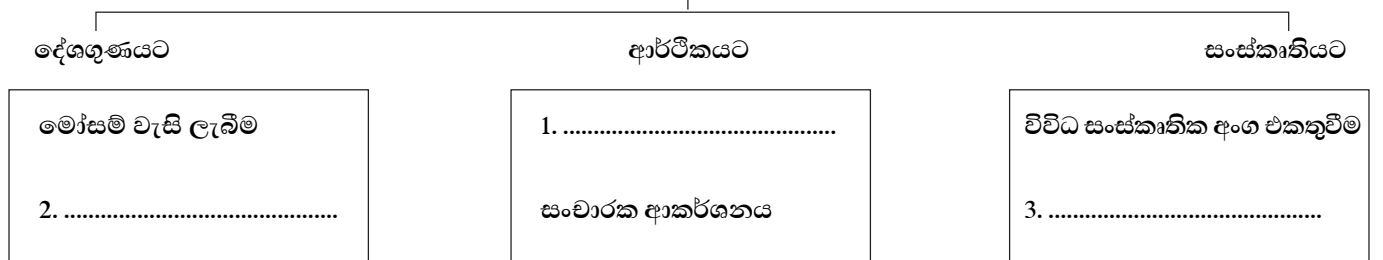 දේශගුණයට
ආර්ථිකයට
සංස්කෘතියට
මෝසම් වැසි ලැබීම
2. .............................................
1. .............................................
සංචාරක ආකර්ශනය
විවිධ සංස්කෘතික අංග එකතුවීම
3. .............................................